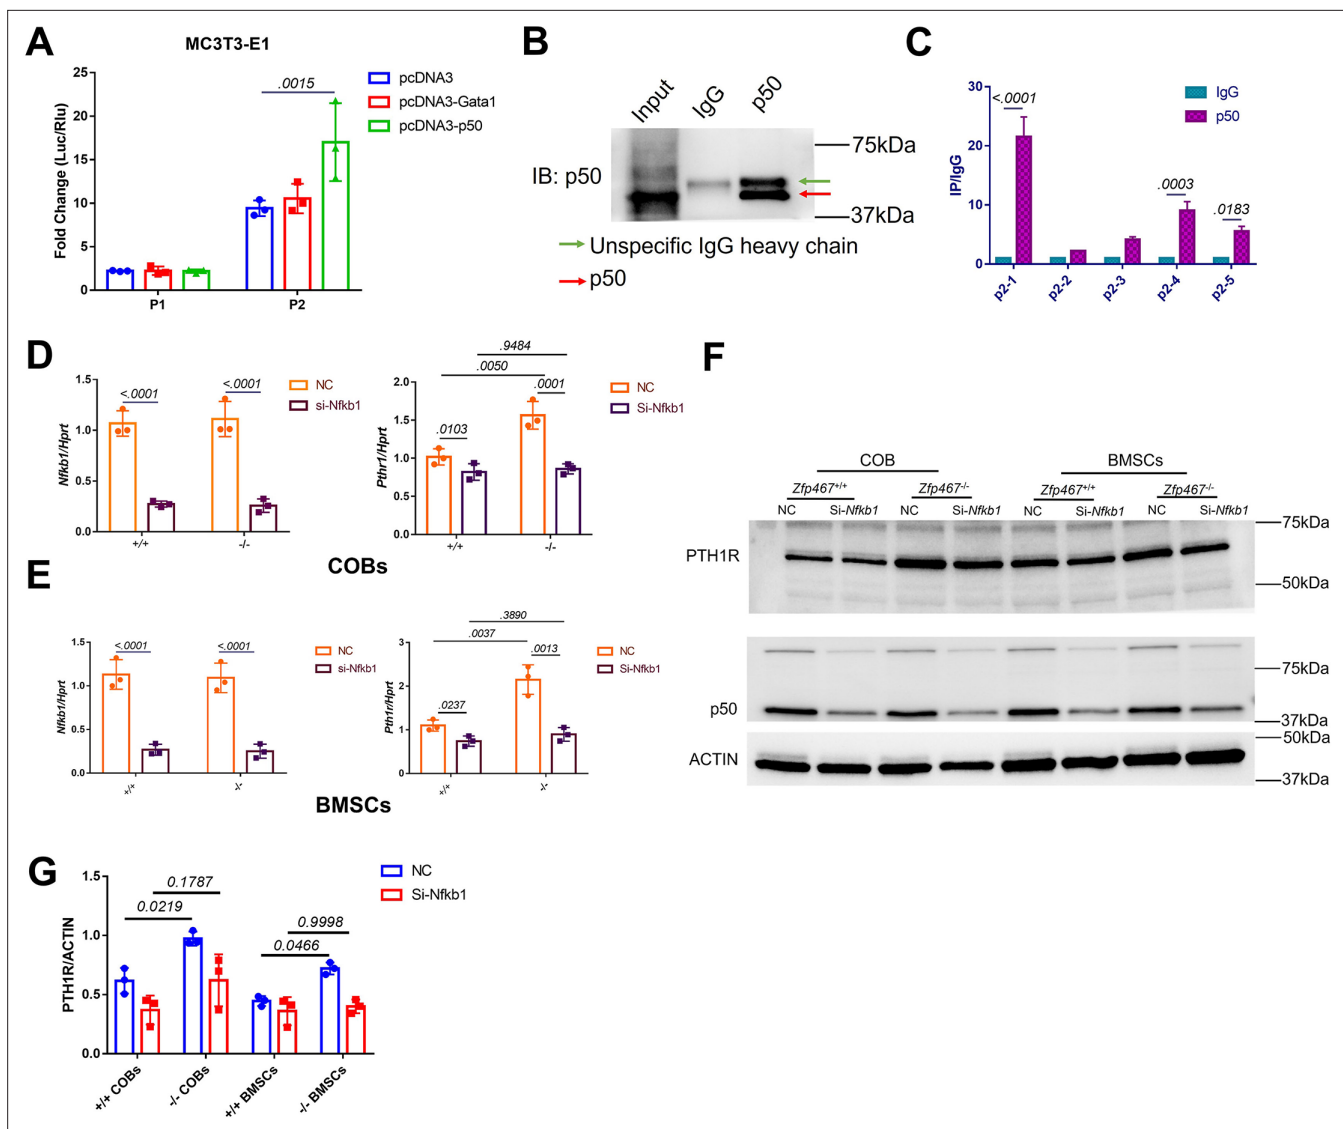 A
MC3T3-E1
Fold Change (Luc/Rlu)
25
20
15
10
5
0
.0015
P1
P2
pcDNA3
pcDNA3-Gata1
pcDNA3-p50
B
Input
IgG
p50
IB: p50
75kDa
37kDa
Unspecific IgG heavy chain
p50
C
IP/IgG
30
20
10
0
<.0001
.0003
.0183
IgG
p50
p2-1
p2-2
p2-3
p2-4
p2-5
D
Nfkb1/Hprt
1.5
1.0
0.5
0.0
<.0001
<.0001
+/+
-/-
NC
si-Nfkb1
Pthr1/Hprt
2.0
1.5
1.0
0.5
0.0
.9484
.0050
.0001
.0103
+/+
-/-
NC
Si-Nfkb1
COBs
E
Nfkb1/Hprt
1.5
1.0
0.5
0.0
<.0001
<.0001
+/+
-/-
NC
si-Nfkb1
Pth1r/Hprt
3
2
1
0
.3890
.0037
.0013
.0237
+/+
-/-
NC
Si-Nfkb1
BMSCs
F
COB
BMSCs
Zfp467+/+
Zfp467-/-
Zfp467+/+
Zfp467-/-
NC
Si-Nfkb1
NC
Si-Nfkb1
NC
Si-Nfkb1
NC
Si-Nfkb1
PTH1R
75kDa
50kDa
p50
75kDa
37kDa
ACTIN
50kDa
37kDa
G
PTH1R/ACTIN
1.5
1.0
0.5
0.0
0.1787
0.0219
0.9998
0.0466
NC
Si-Nfkb1
+/+ COBs
-/- COBs
+/+ BMSCs
-/- BMSCs